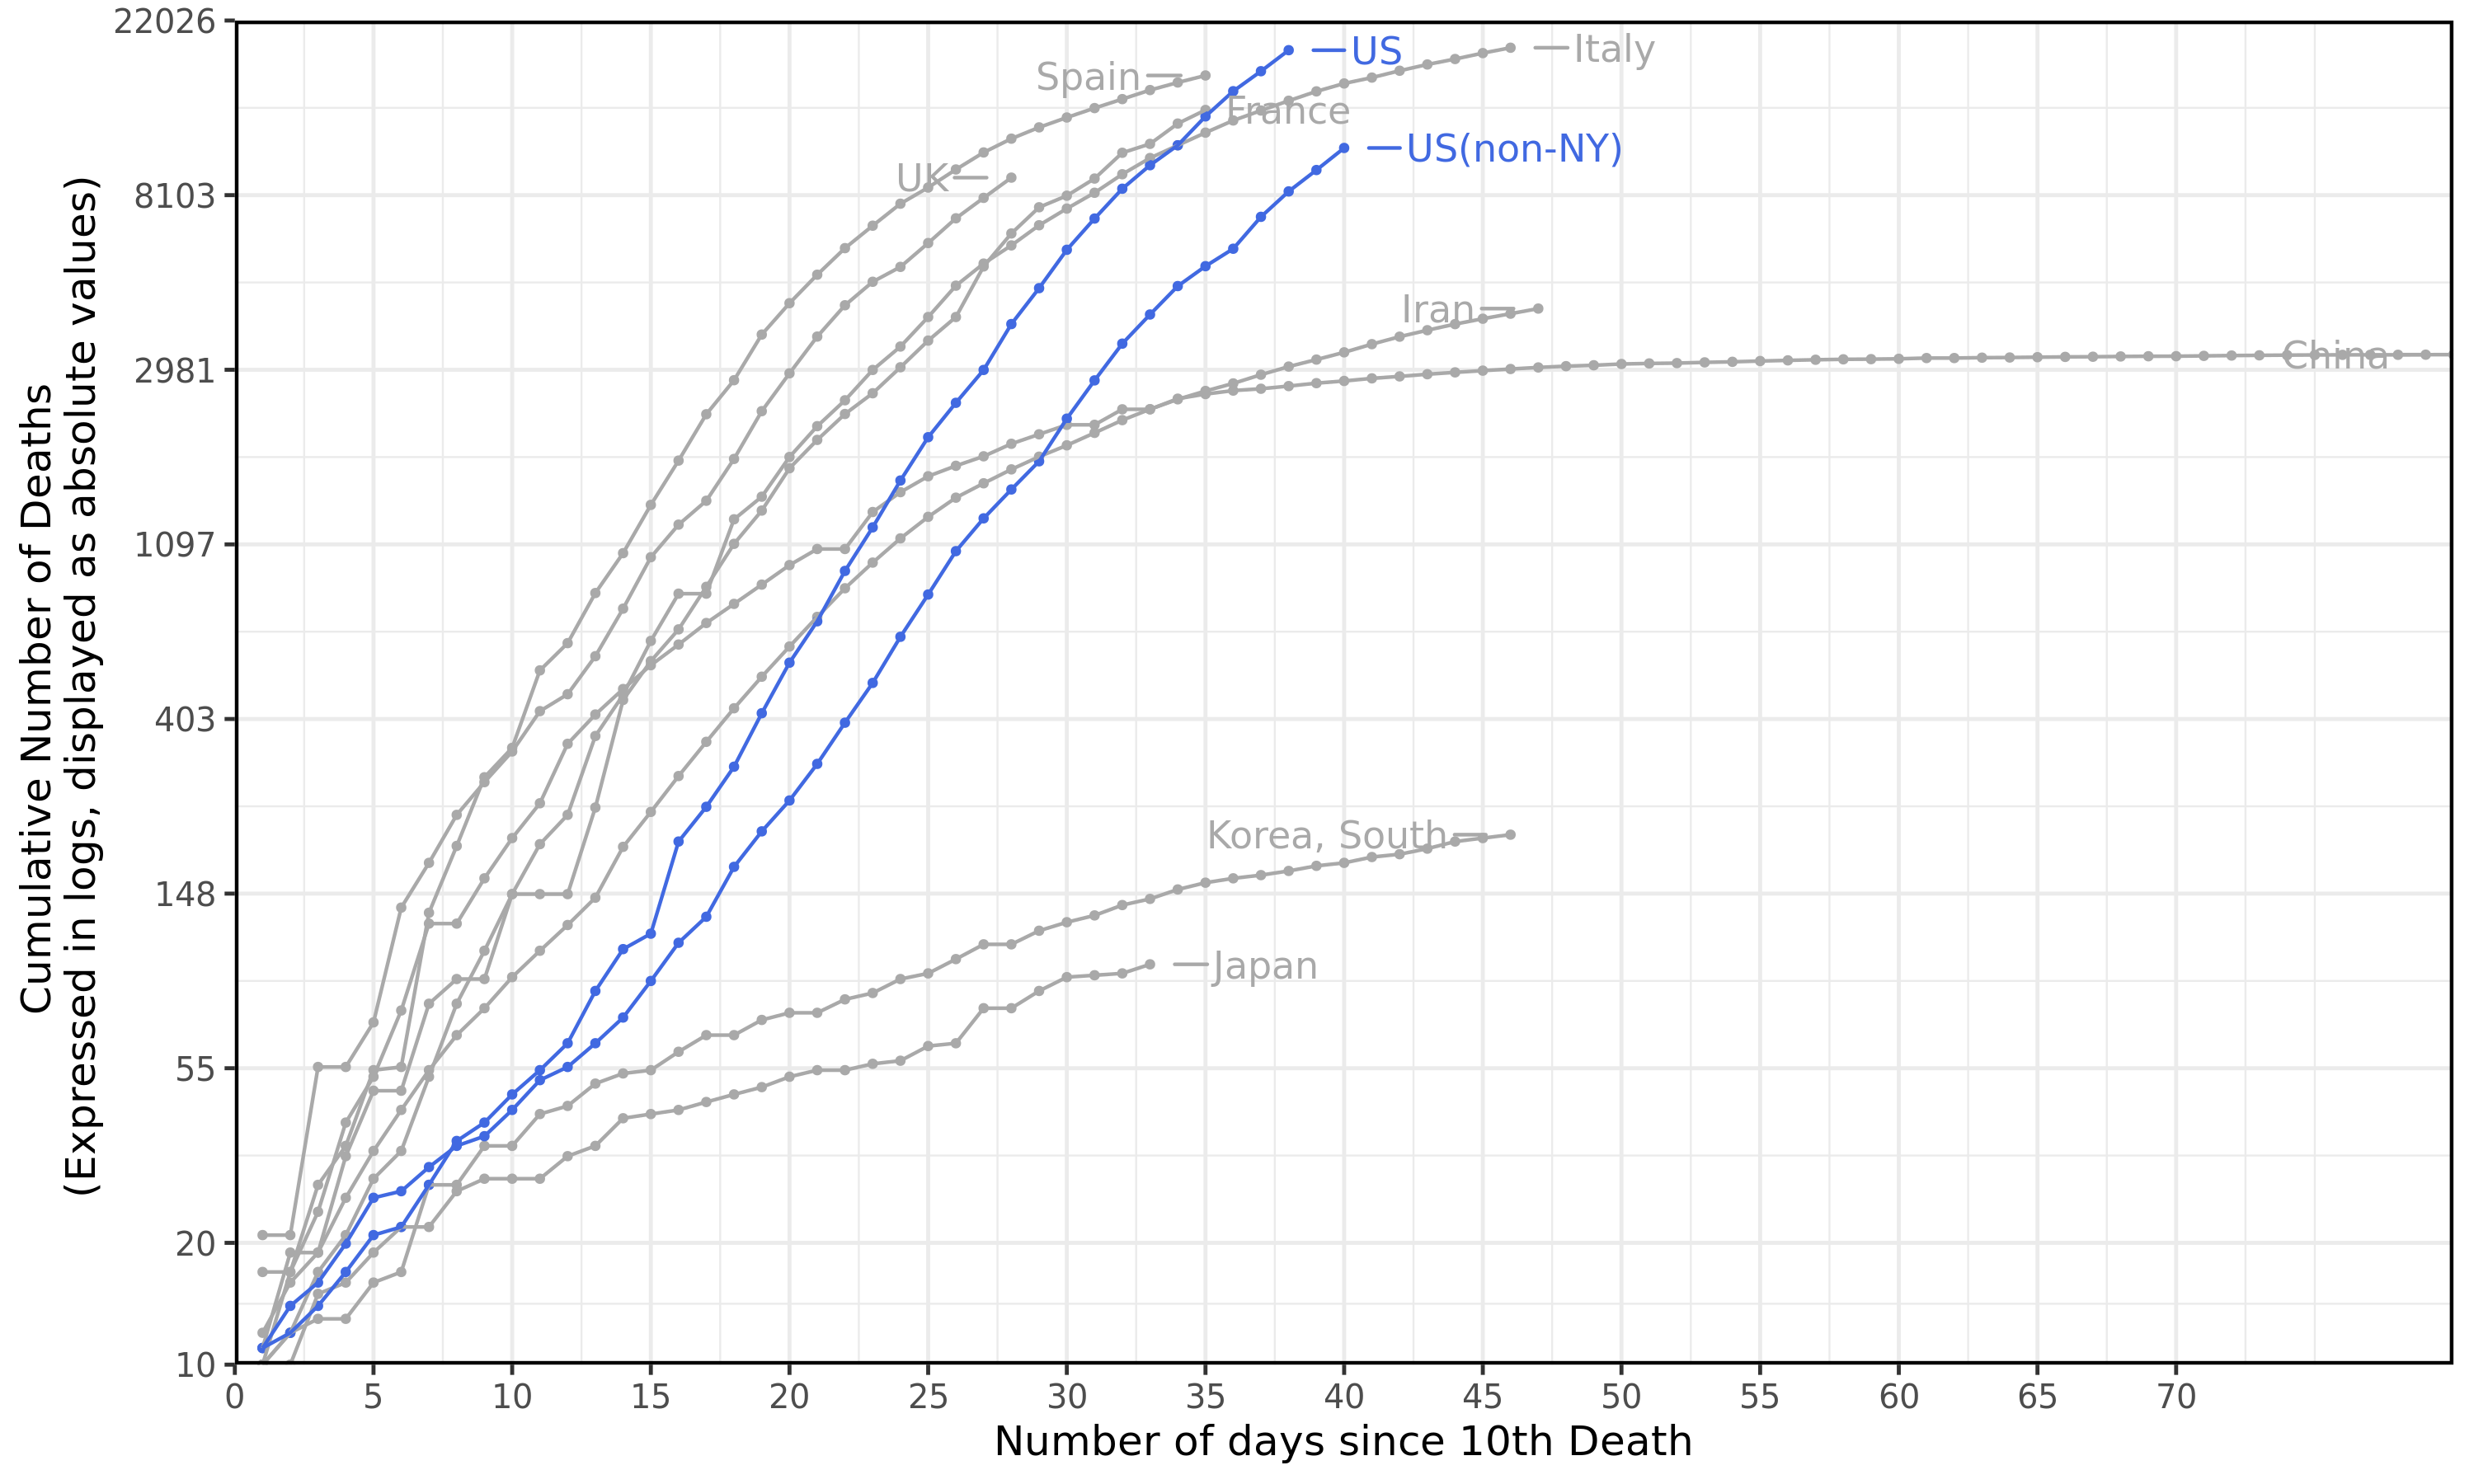 22026
8103
2981
1097
403
148
55
20
10
Cumulative Number of Deaths
(Expressed in logs, displayed as absolute values)
US
Italy
Spain
France
US(non-NY)
UK
Iran
China
Korea, South
Japan
0 5 10 15 20 25 30 35 40 45 50 55 60 65 70
Number of days since 10th Death